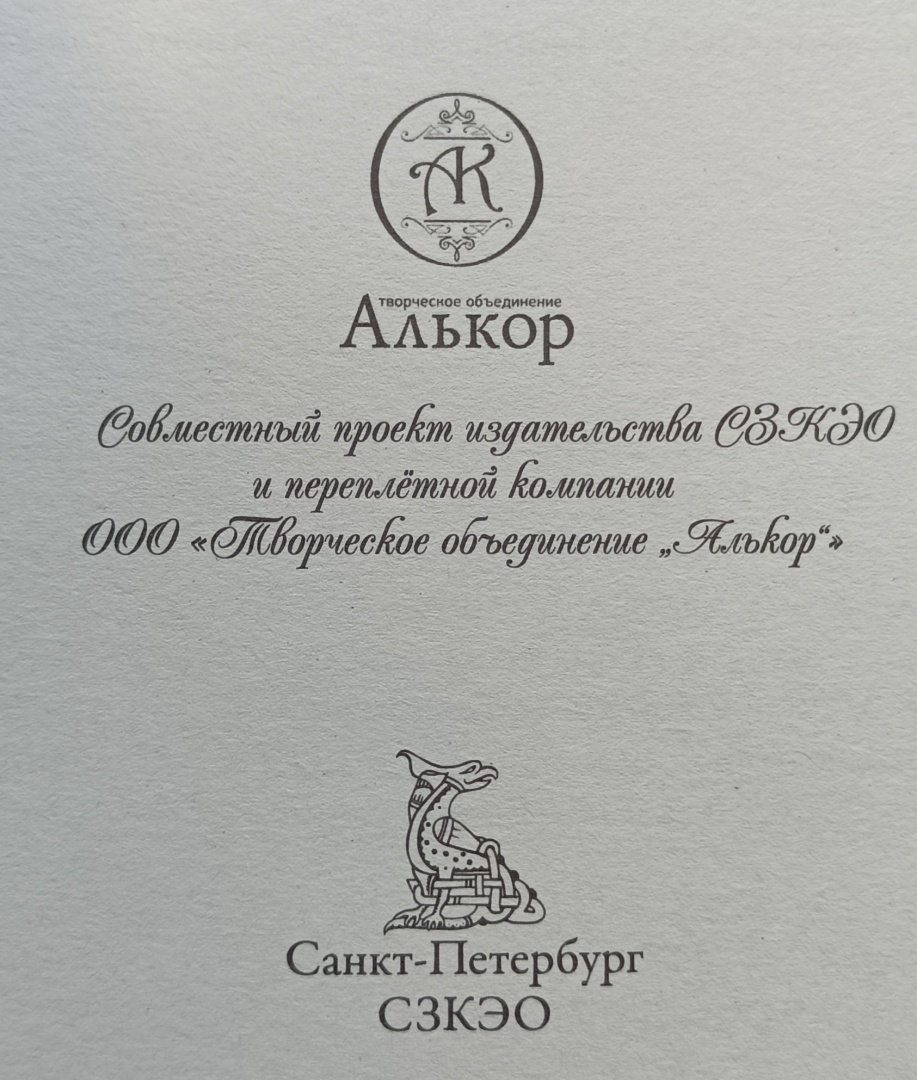 АК
творческое объединение
Алькор
Совместный проект издательства СЗКЭО
и переплётной компании
ООО «Творческое объединение „Алькор“»
Санкт-Петербург
СЗКЭО